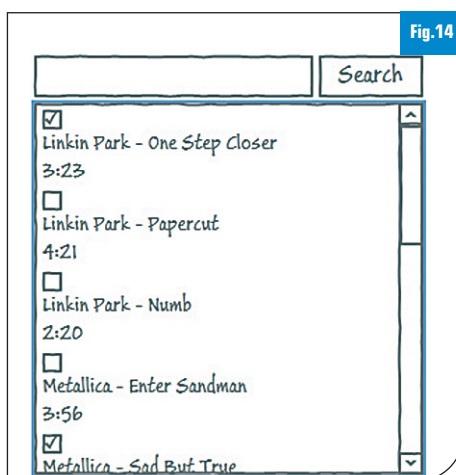 Fig.14
Search
Linkin Park - One Step Closer
3:23
Linkin Park - Papercut
4:21
Linkin Park - Numb
2:20
Metallica - Enter Sandman
3:56
Metallica - Sad But True